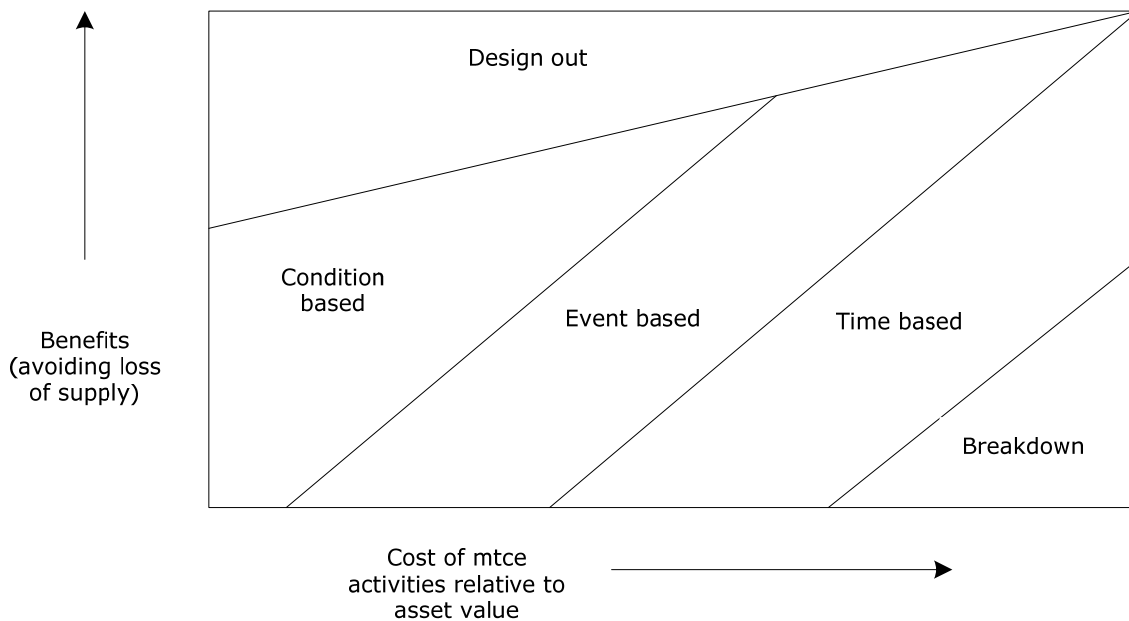 Design out
Condition
based
Event based
Time based
Breakdown
Benefits
(avoiding loss
of supply)
Cost of mtce
activities relative to
asset value